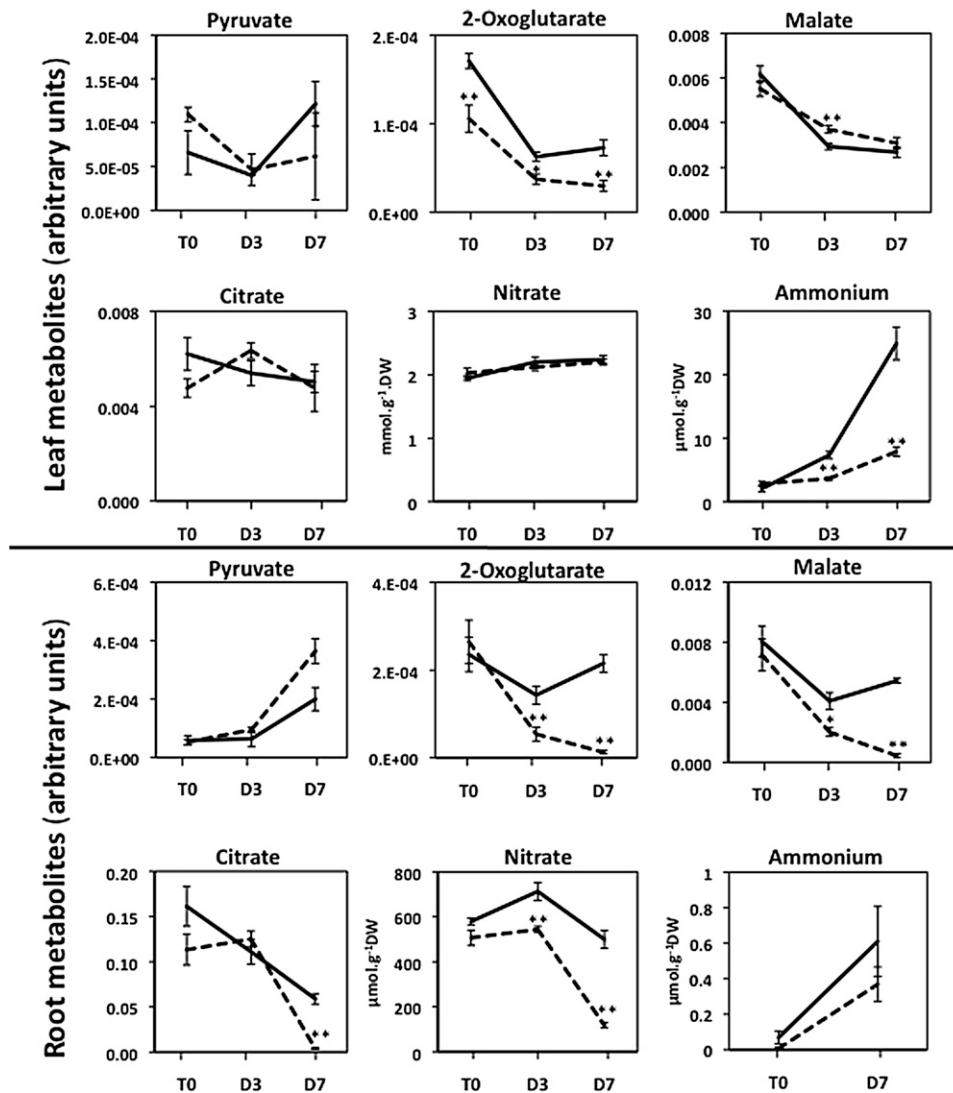 Leaf metabolites (arbitrary units)
Pyruvate
2.0E-04
1.5E-04
1.0E-04
5.0E-05
0.0E+00
T0 D3 D7
2-Oxoglutarate
2.E-04
1.E-04
0.E+00
**
*
**
T0 D3 D7
Malate
0.008
0.006
0.004
0.002
0.000
**
T0 D3 D7
Citrate
0.008
0.004
0.000
T0 D3 D7
Nitrate
mmol.g⁻¹.DW
3
2
1
0
T0 D3 D7
Ammonium
µmol.g⁻¹DW
30
20
10
0
**
**
T0 D3 D7
Root metabolites (arbitrary units)
Pyruvate
6.E-04
4.E-04
2.E-04
0.E+00
T0 D3 D7
2-Oxoglutarate
4.E-04
2.E-04
0.E+00
**
**
T0 D3 D7
Malate
0.012
0.008
0.004
0.000
*
**
T0 D3 D7
Citrate
0.20
0.15
0.10
0.05
0.00
**
T0 D3 D7
Nitrate
µmol.g⁻¹DW
800
600
400
200
0
**
**
T0 D3 D7
Ammonium
µmol.g⁻¹DW
1
0.8
0.6
0.4
0.2
0
T0 D7